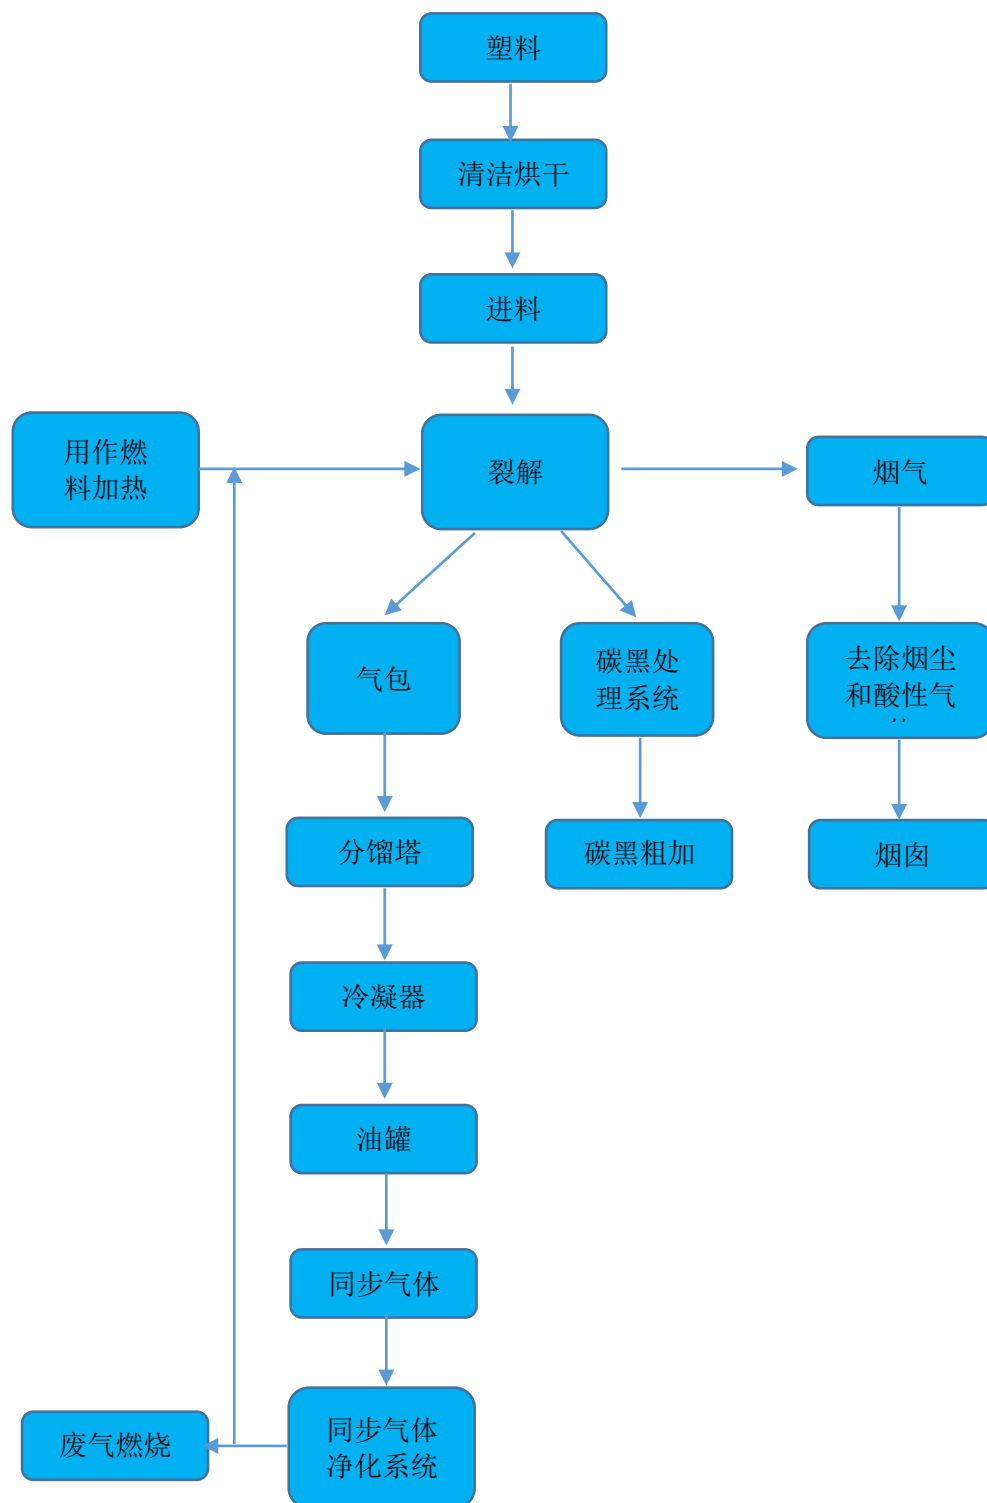 塑料
清洁烘干
进料
用作燃
料加热
裂解
烟气
气包
碳黑处
理系统
去除烟尘
和酸性气
分馏塔
碳黑粗加
烟囱
冷凝器
油罐
同步气体
同步气体
净化系统
废气燃烧